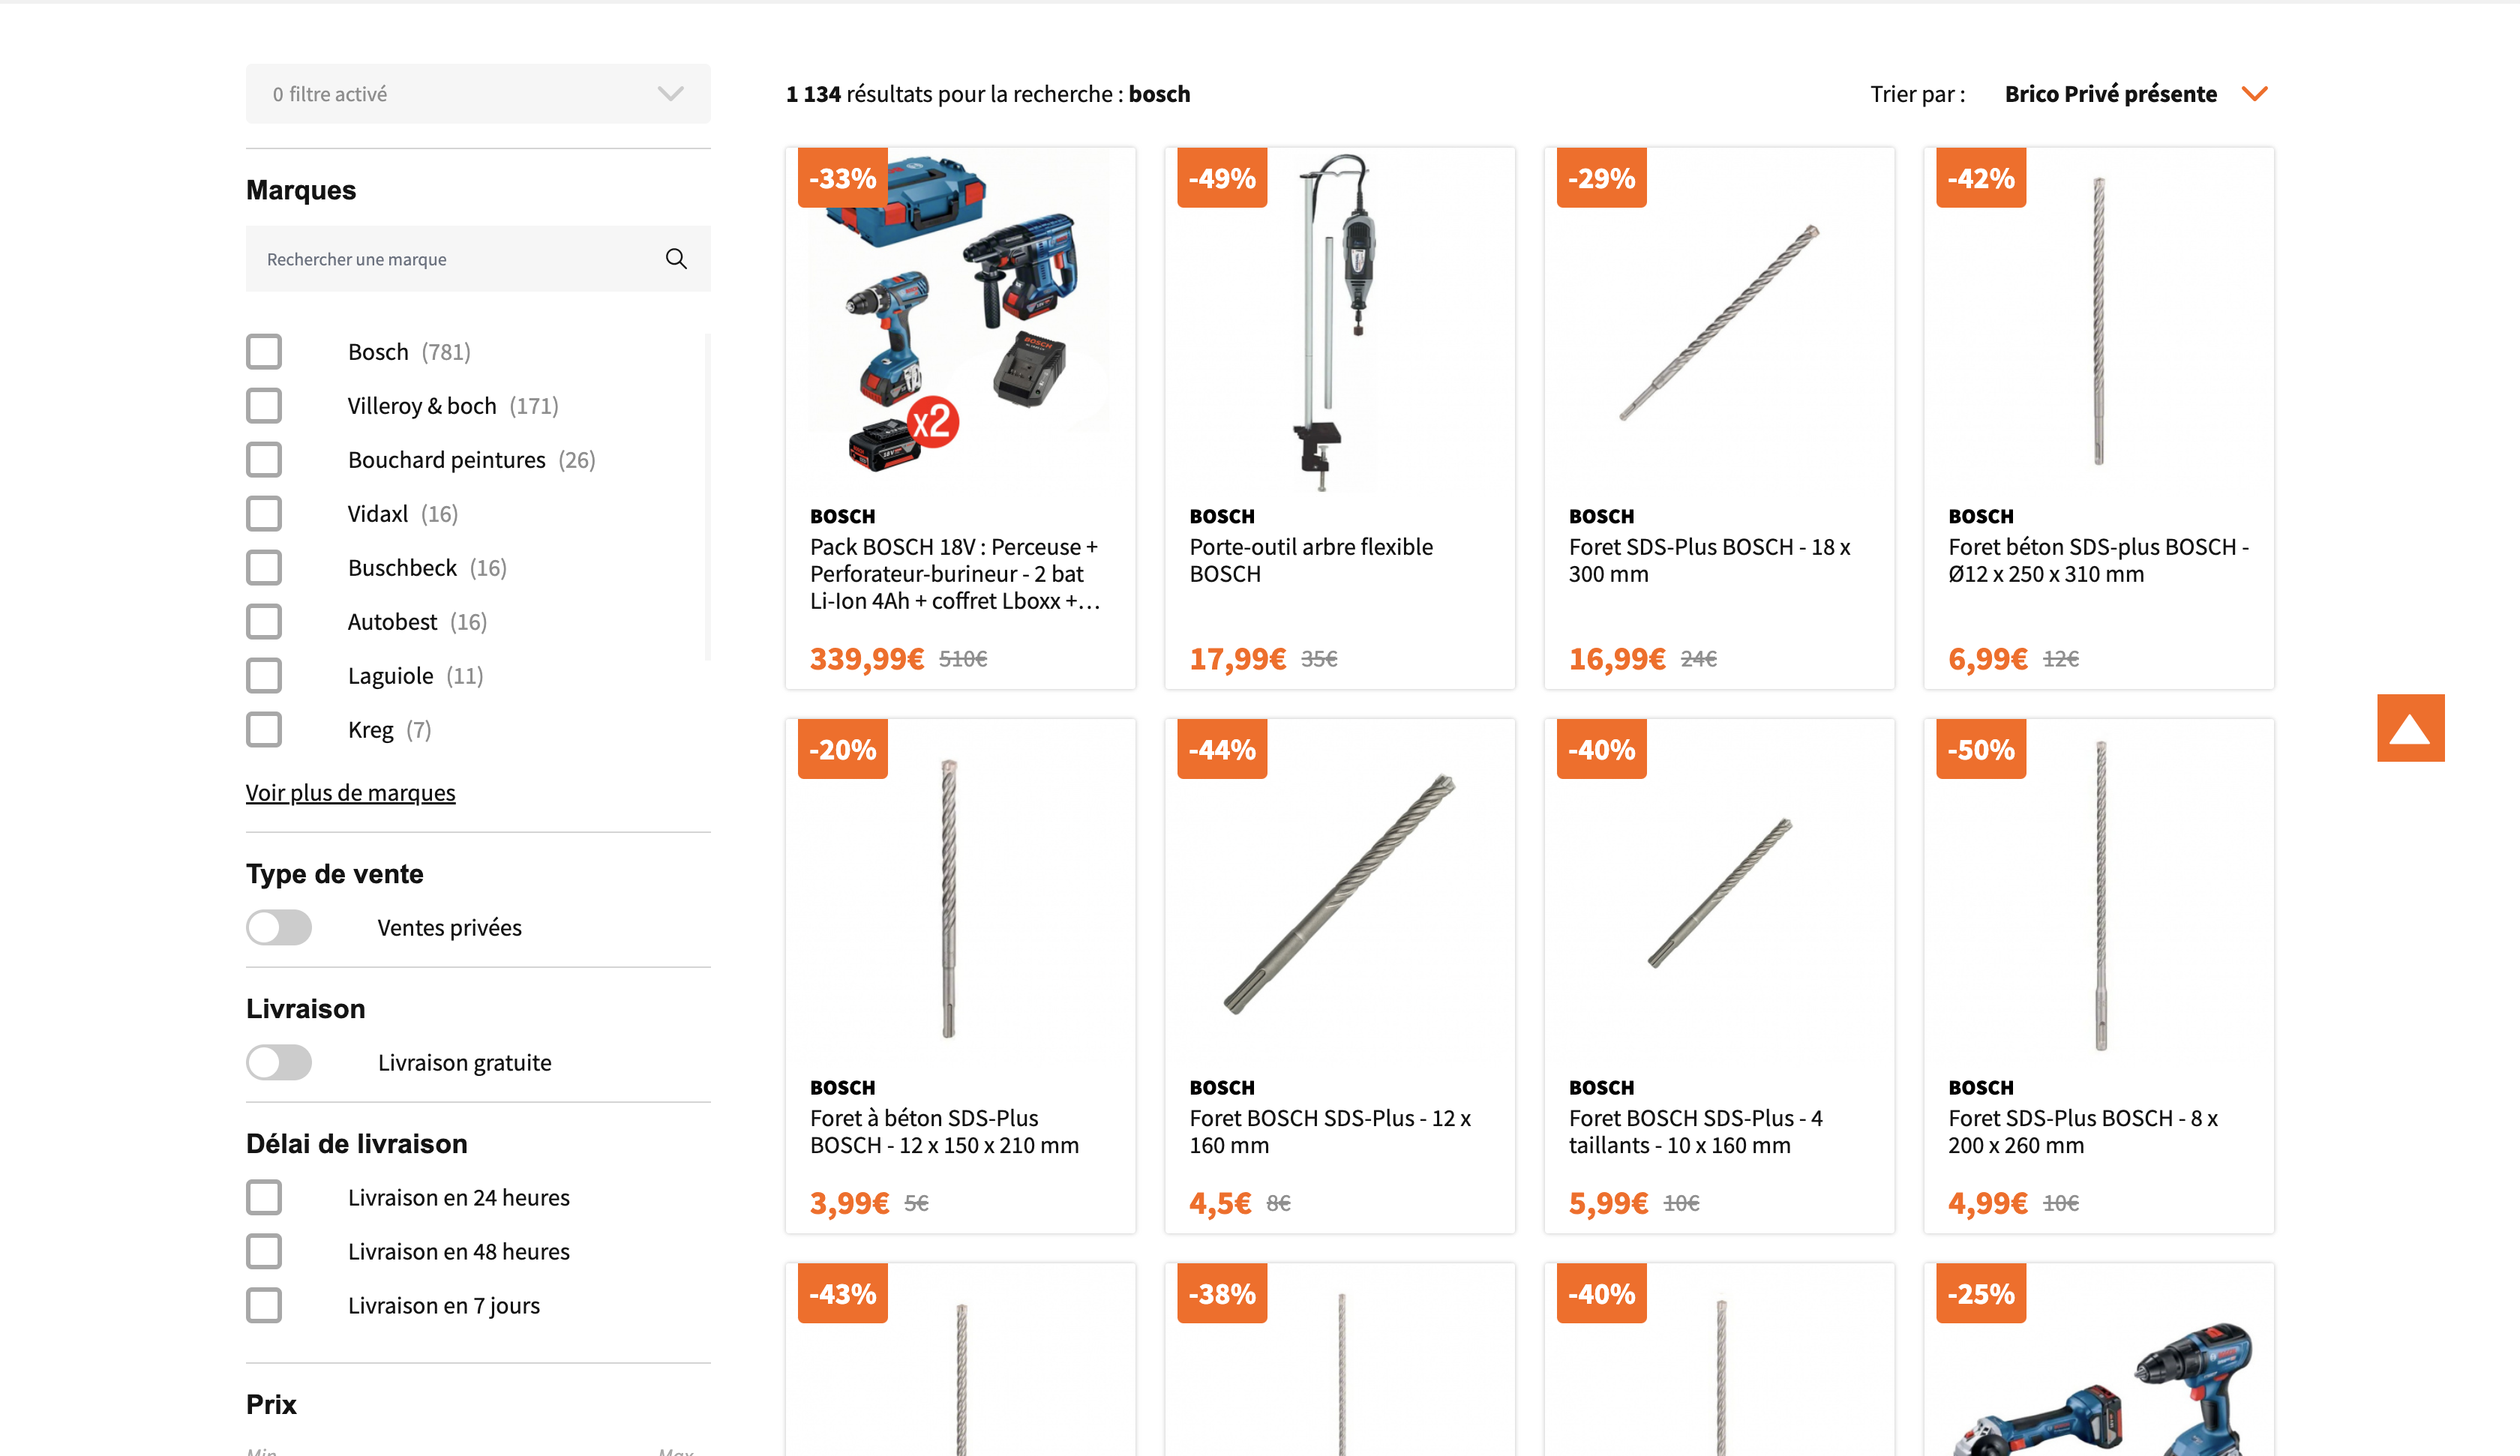 0 filtre activé
Marques
Rechercher une marque
Bosch (781)
Villeroy & boch (171)
Bouchard peintures (26)
Vidaxl (16)
Buschbeck (16)
Autobest (16)
Laguiole (11)
Kreg (7)
Voir plus de marques
Type de vente
Ventes privées
Livraison
Livraison gratuite
Délai de livraison
Livraison en 24 heures
Livraison en 48 heures
Livraison en 7 jours
Prix
Min
Max
1 134 résultats pour la recherche : bosch
Trier par : Brico Privé présente
-33%
BOSCH
18V
x2
BOSCH
Pack BOSCH 18V : Perceuse +
Perforateur-burineur - 2 bat
Li-Ion 4Ah + coffret Lboxx +…
339,99€ 510€
-49%
BOSCH
Porte-outil arbre flexible
BOSCH
17,99€ 35€
-29%
BOSCH
Foret SDS-Plus BOSCH - 18 x
300 mm
16,99€ 24€
-42%
BOSCH
Foret béton SDS-plus BOSCH -
Ø12 x 250 x 310 mm
6,99€ 12€
-20%
BOSCH
Foret à béton SDS-Plus
BOSCH - 12 x 150 x 210 mm
3,99€ 5€
-44%
BOSCH
Foret BOSCH SDS-Plus - 12 x
160 mm
4,5€ 8€
-40%
BOSCH
Foret BOSCH SDS-Plus - 4
taillants - 10 x 160 mm
5,99€ 10€
-50%
BOSCH
Foret SDS-Plus BOSCH - 8 x
200 x 260 mm
4,99€ 10€
-43%
-38%
-40%
-25%